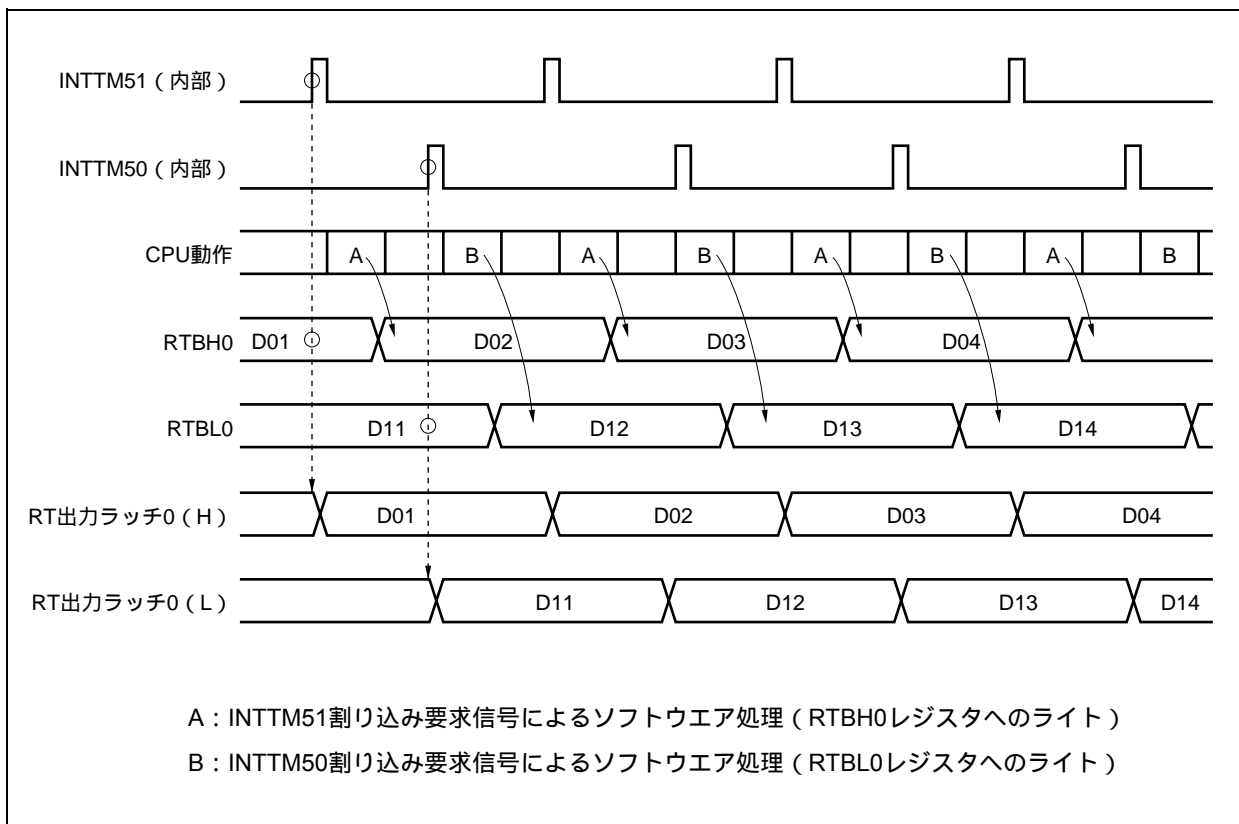 INTTM51（内部）
INTTM50（内部）
CPU動作 A B A B A B A B
RTBH0 D01 D02 D03 D04
RTBL0 D11 D12 D13 D14
RT出力ラッチ0（H） D01 D02 D03 D04
RT出力ラッチ0（L） D11 D12 D13 D14
A：INTTM51割り込み要求信号によるソフトウエア処理（RTBH0レジスタへのライト）
B：INTTM50割り込み要求信号によるソフトウエア処理（RTBL0レジスタへのライト）